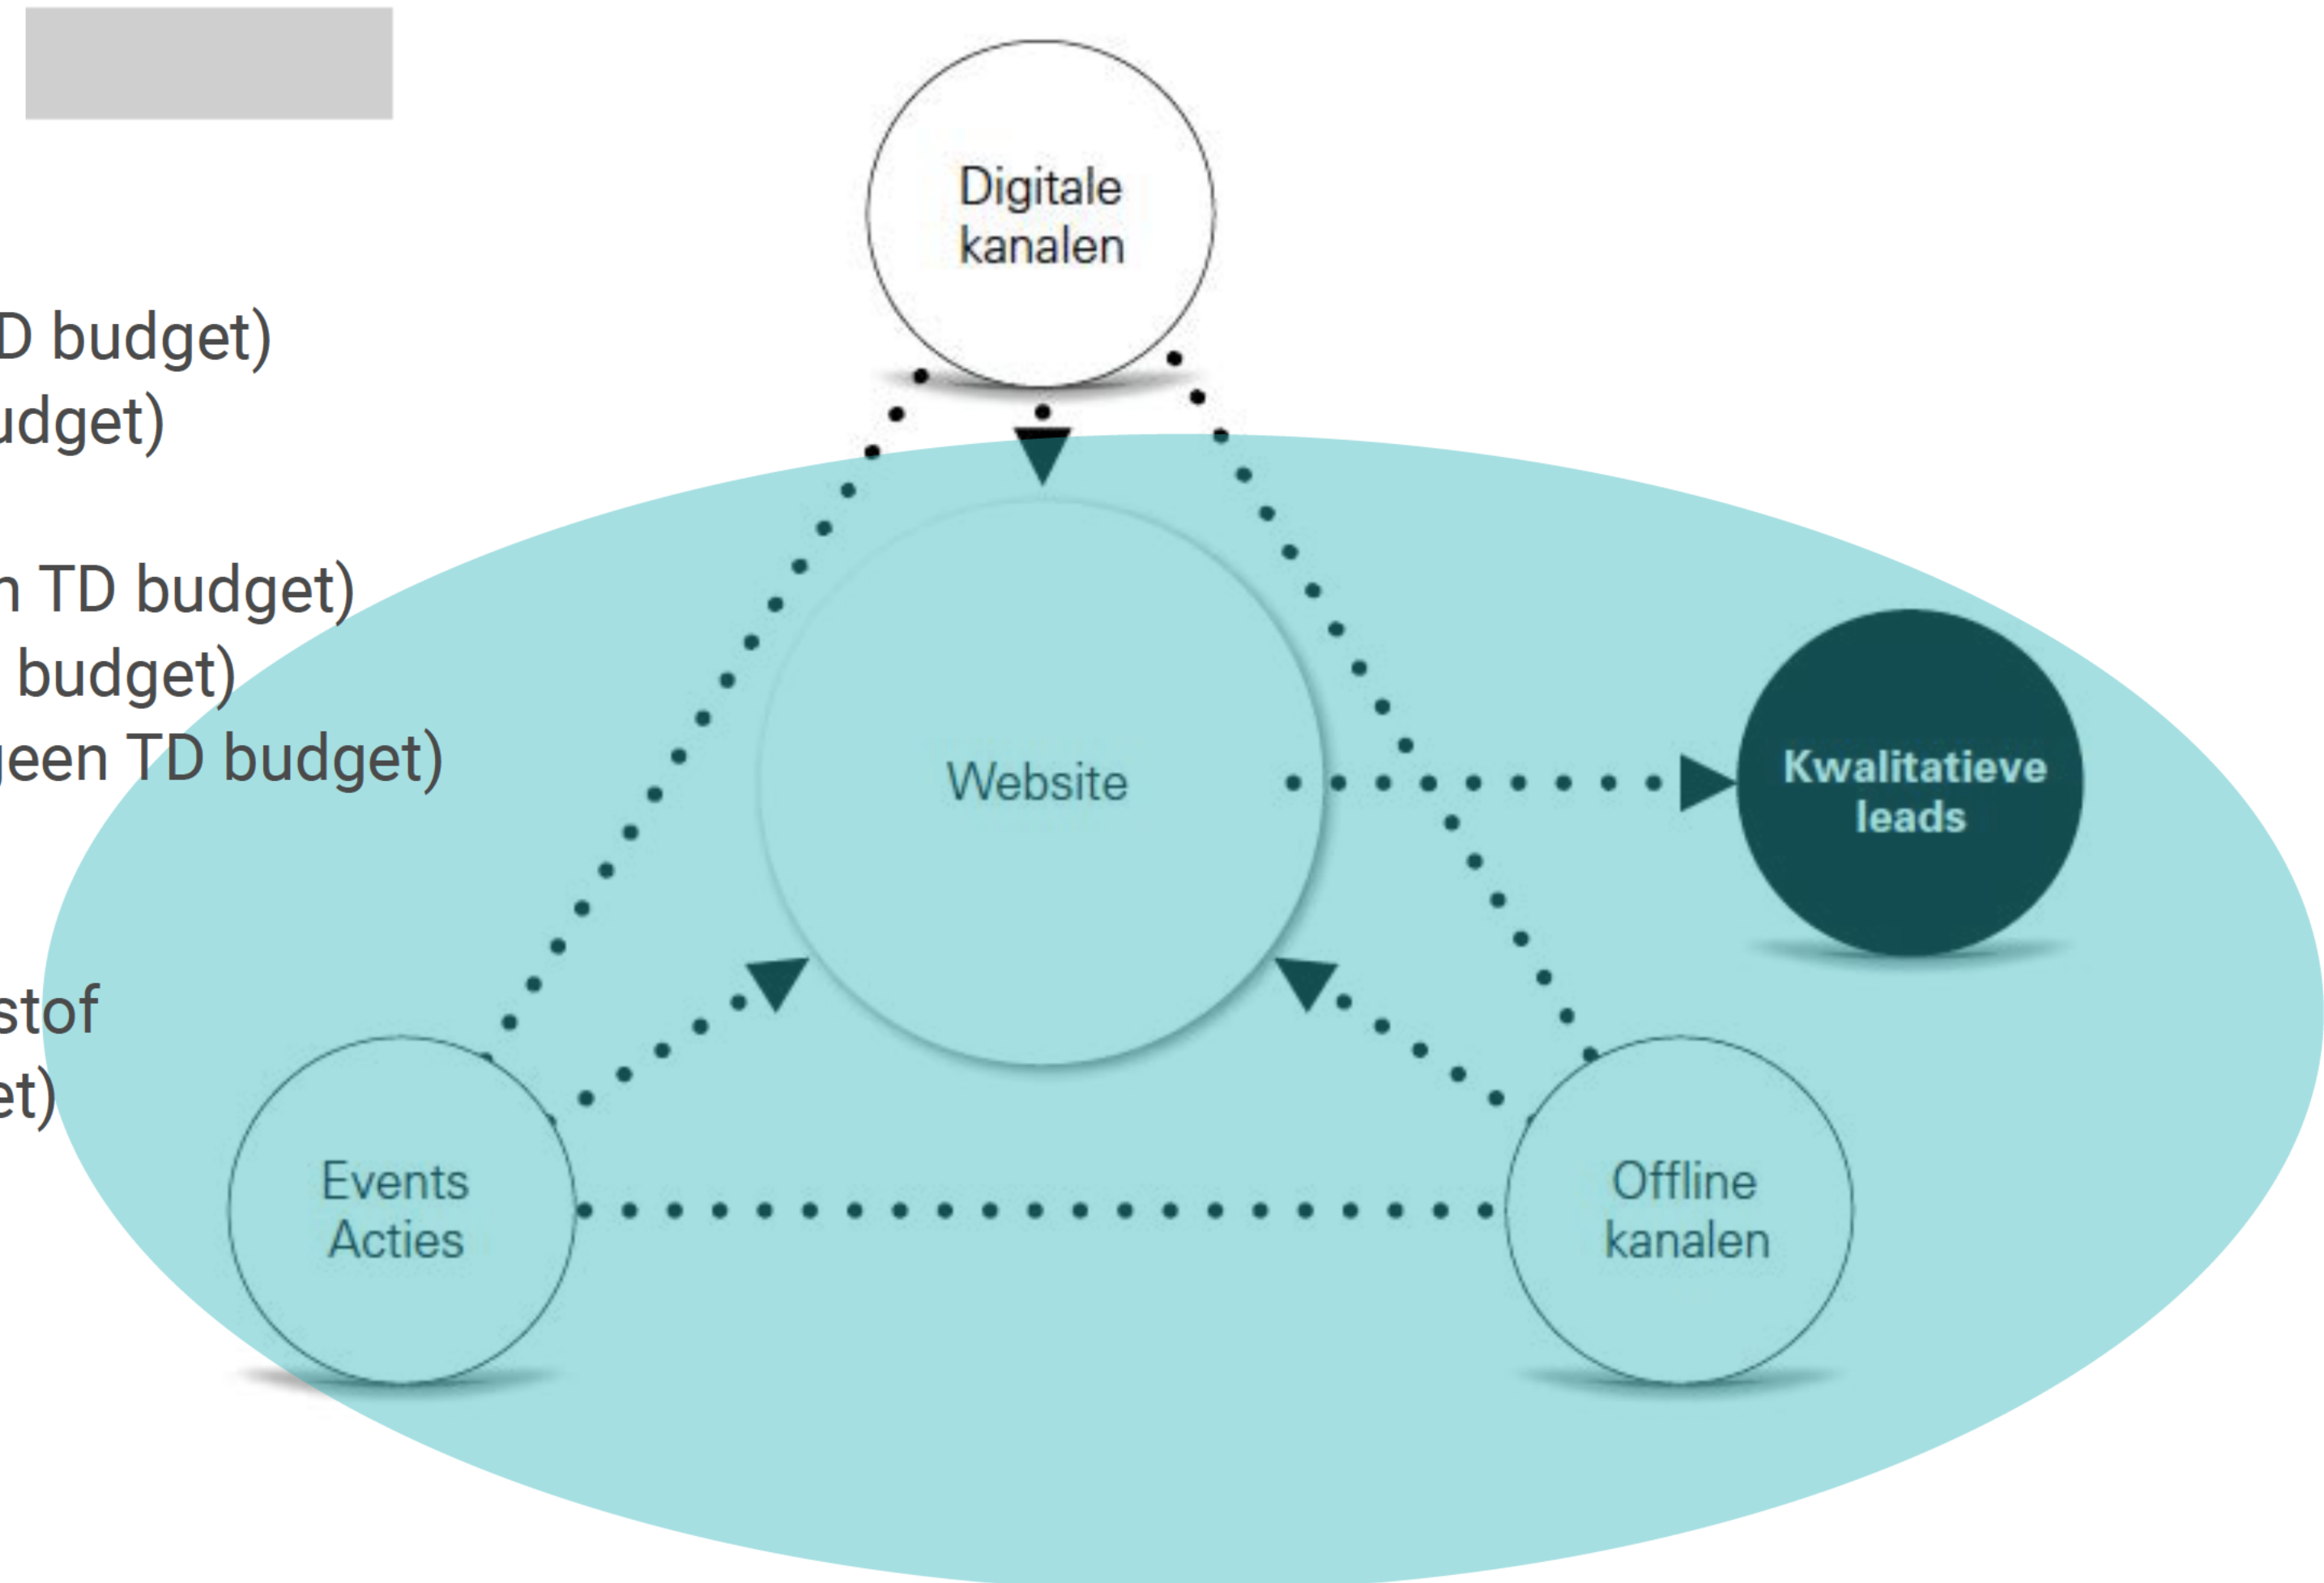 Digitale
kanalen
D budget)
udget)
n TD budget)
budget)
geen TD budget)
stof
et)
Website
Kwalitatieve
leads
Events
Acties
Offline
kanalen